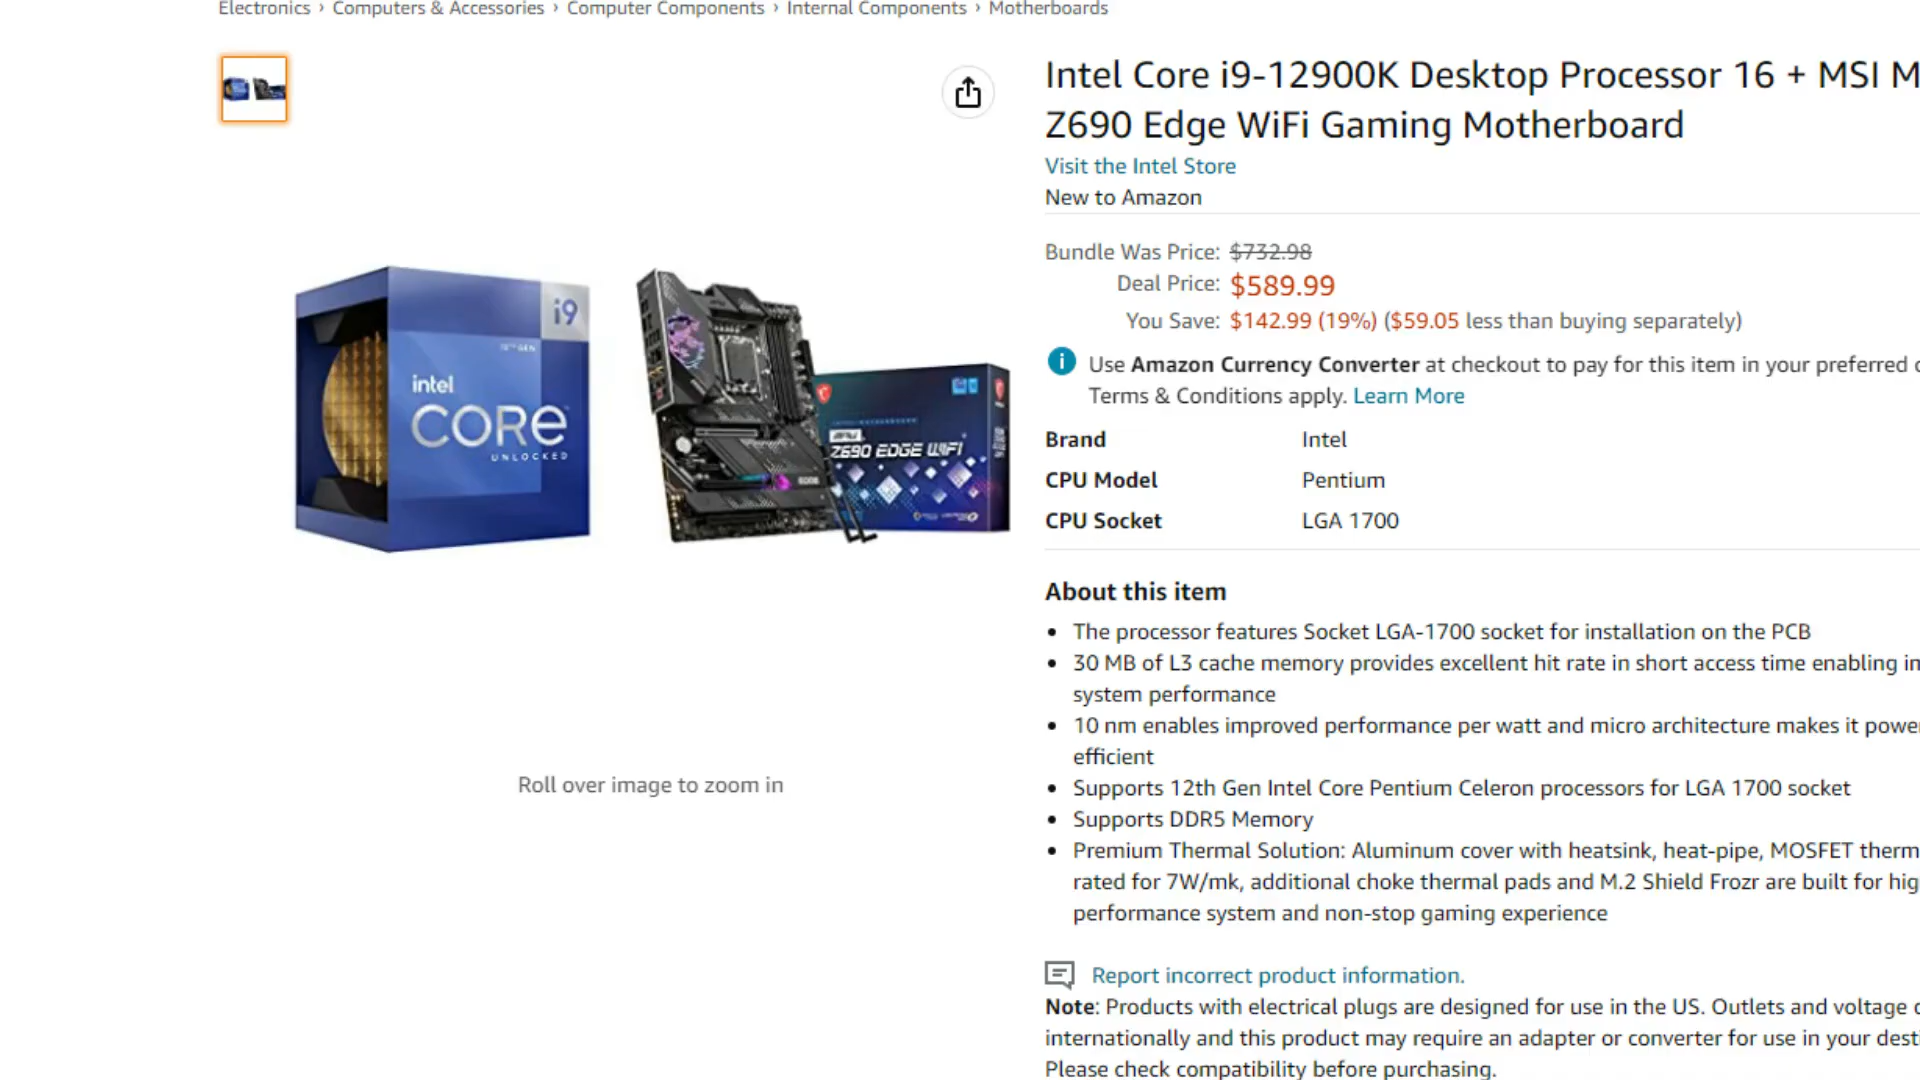 Electronics › Computers & Accessories › Computer Components › Internal Components › Motherboards
Intel Core i9-12900K Desktop Processor 16 + MSI M
Z690 Edge WiFi Gaming Motherboard
Visit the Intel Store
New to Amazon
Bundle Was Price: $732.98
Deal Price: $589.99
You Save: $142.99 (19%) ($59.05 less than buying separately)
Use Amazon Currency Converter at checkout to pay for this item in your preferred
Terms & Conditions apply. Learn More
Brand Intel
CPU Model Pentium
CPU Socket LGA 1700
i9
12TH GEN
intel
CORE
UNLOCKED
Z690 EDGE WIFI
Roll over image to zoom in
About this item
• The processor features Socket LGA-1700 socket for installation on the PCB
• 30 MB of L3 cache memory provides excellent hit rate in short access time enabling
system performance
• 10 nm enables improved performance per watt and micro architecture makes it powe
efficient
• Supports 12th Gen Intel Core Pentium Celeron processors for LGA 1700 socket
• Supports DDR5 Memory
• Premium Thermal Solution: Aluminum cover with heatsink, heat-pipe, MOSFET therm
rated for 7W/mk, additional choke thermal pads and M.2 Shield Frozr are built for hig
performance system and non-stop gaming experience
Report incorrect product information.
Note: Products with electrical plugs are designed for use in the US. Outlets and voltage
internationally and this product may require an adapter or converter for use in your dest
Please check compatibility before purchasing.